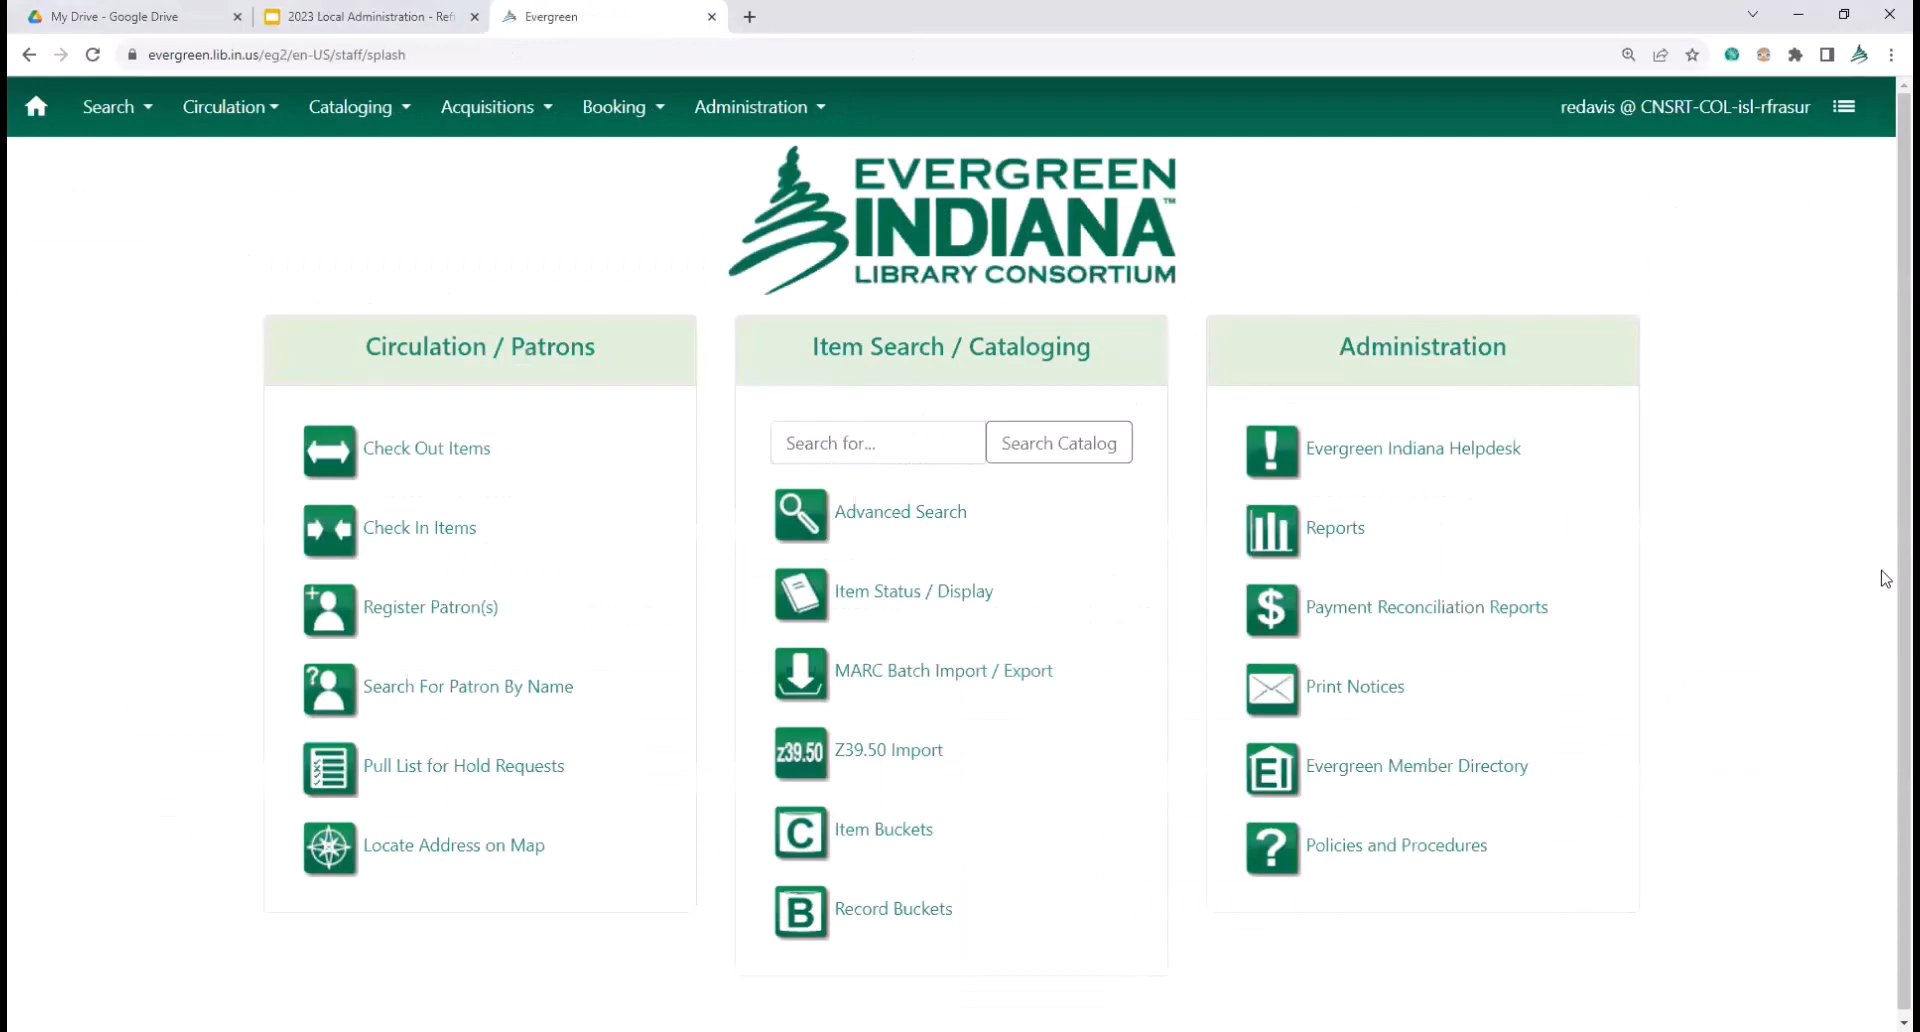 My Drive - Google Drive
2023 Local Administration - Ref
Evergreen
evergreen.lib.in.us/eg2/en-US/staff/splash
Search
Circulation
Cataloging
Acquisitions
Booking
Administration
redavis @ CNSRT-COL-isl-rfrasur
EVERGREEN
INDIANA™
LIBRARY CONSORTIUM
Circulation / Patrons
Check Out Items
Check In Items
Register Patron(s)
Search For Patron By Name
Pull List for Hold Requests
Locate Address on Map
Item Search / Cataloging
Search for...
Search Catalog
Advanced Search
Item Status / Display
MARC Batch Import / Export
z39.50 Z39.50 Import
C Item Buckets
B Record Buckets
Administration
! Evergreen Indiana Helpdesk
Reports
$ Payment Reconciliation Reports
Print Notices
EI Evergreen Member Directory
? Policies and Procedures